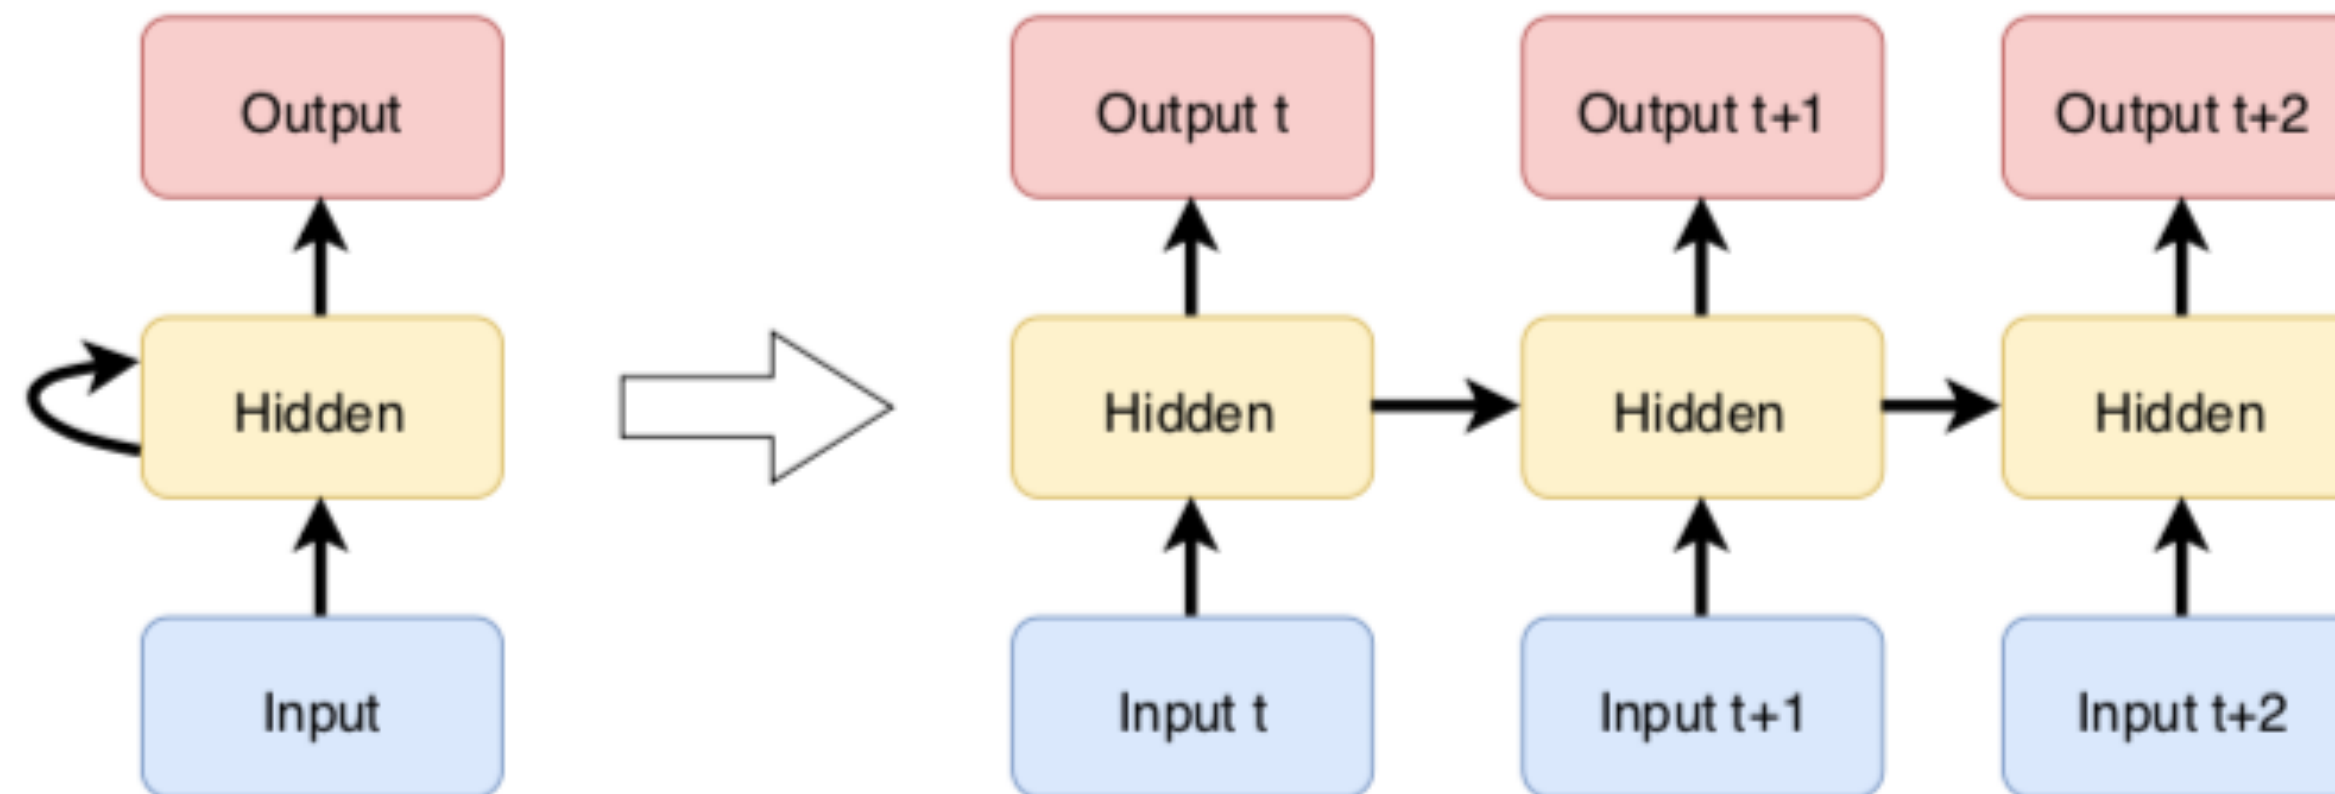 Output
Output t
Output t+1
Output t+2
Hidden
Hidden
Hidden
Hidden
Input
Input t
Input t+1
Input t+2